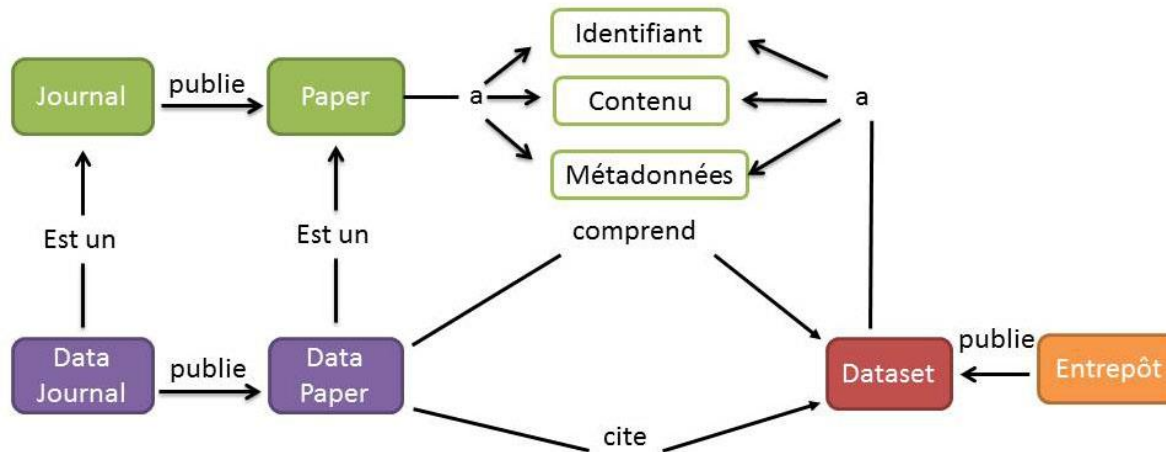 Identifiant
Journal
publie
Paper
a
Contenu
a
Métadonnées
Est un
Est un
comprend
Data
Journal
publie
Data
Paper
Dataset
publie
Entrepôt
cite